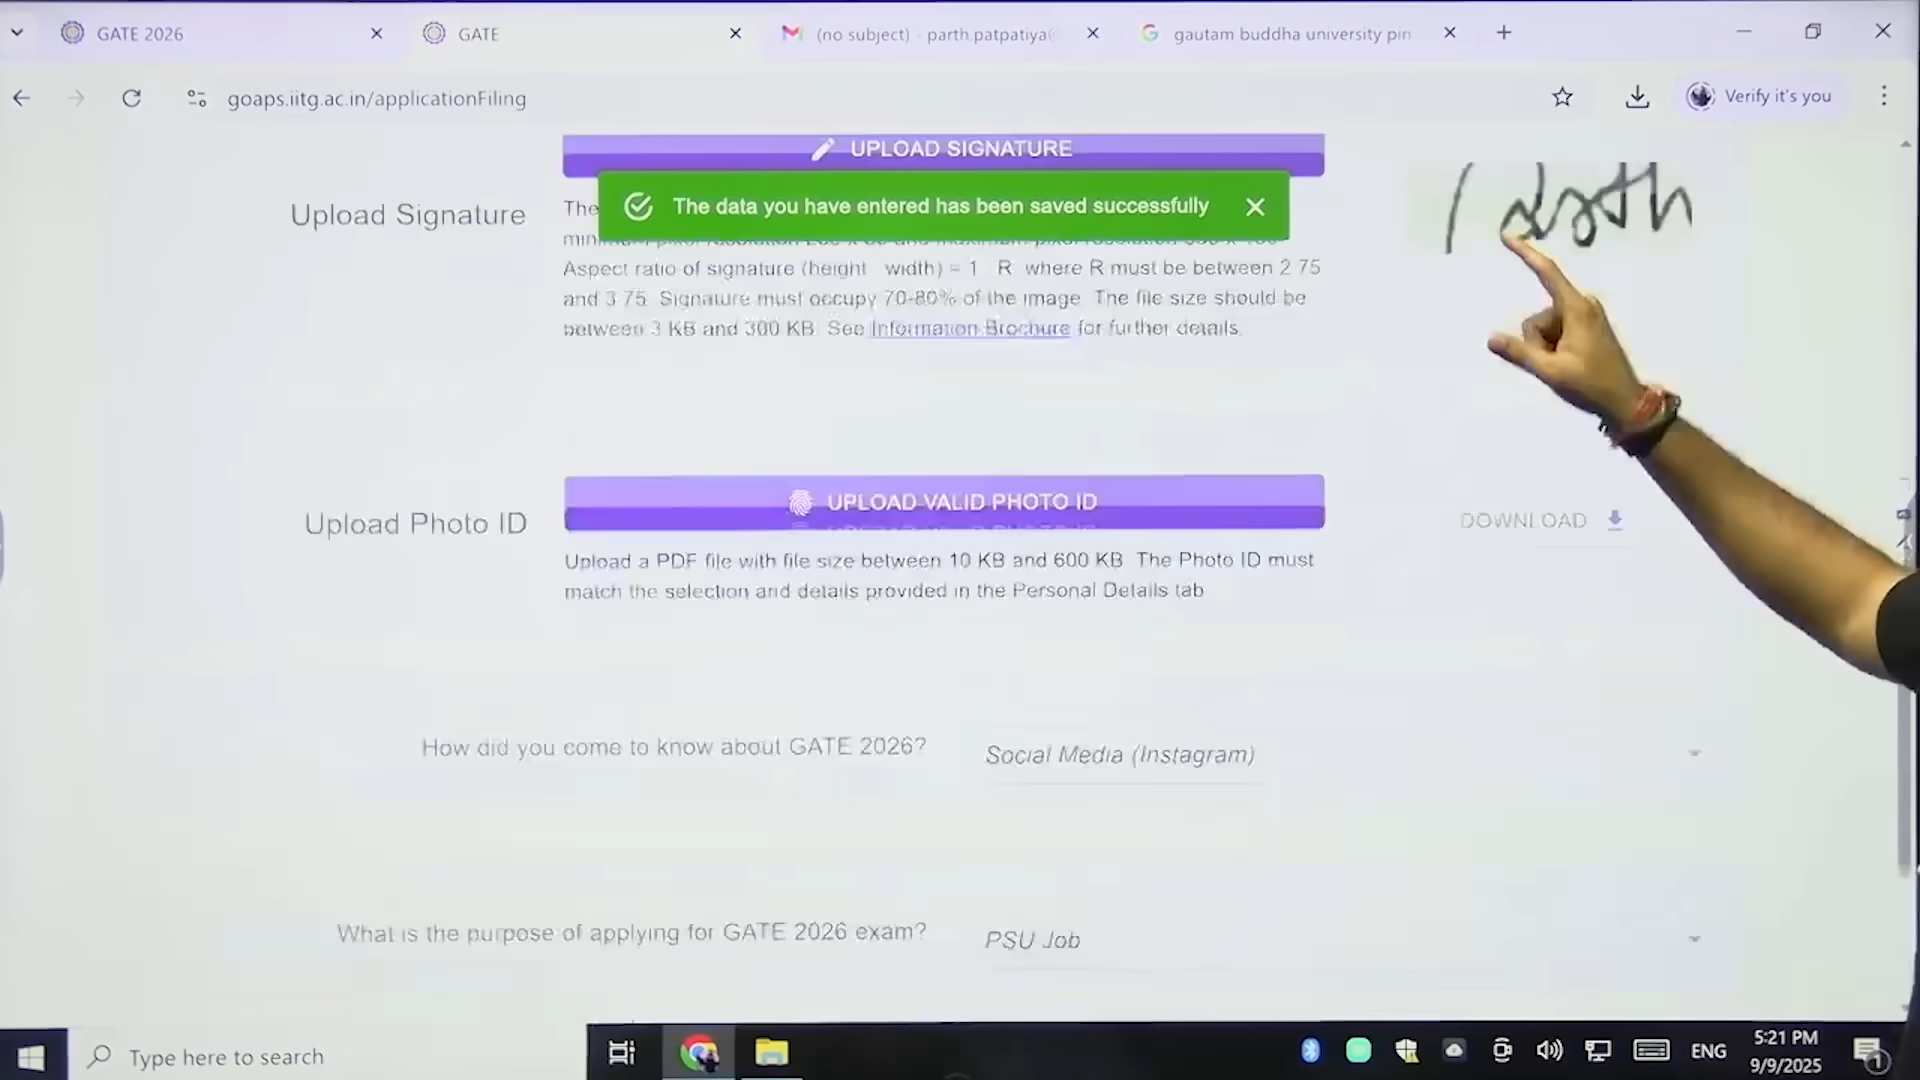 GATE 2026
GATE
(no subject) - parth.patpatiya@
gautam buddha university pin
goaps.iitg.ac.in/applicationFiling
Verify it's you
UPLOAD SIGNATURE
The data you have entered has been saved successfully
Upload Signature
The
Aspect ratio of signature (height width) = 1 R where R must be between 2 75
and 3 75. Signature must occupy 70-80% of the image The file size should be
between 3 KB and 300 KB See Information Brochure for further details.
UPLOAD VALID PHOTO ID
Upload Photo ID
DOWNLOAD
Upload a PDF file with file size between 10 KB and 600 KB The Photo ID must
match the selection and details provided in the Personal Details tab
How did you come to know about GATE 2026?
Social Media (Instagram)
What is the purpose of applying for GATE 2026 exam?
PSU Job
Type here to search
ENG
5:21 PM
9/9/2025
1